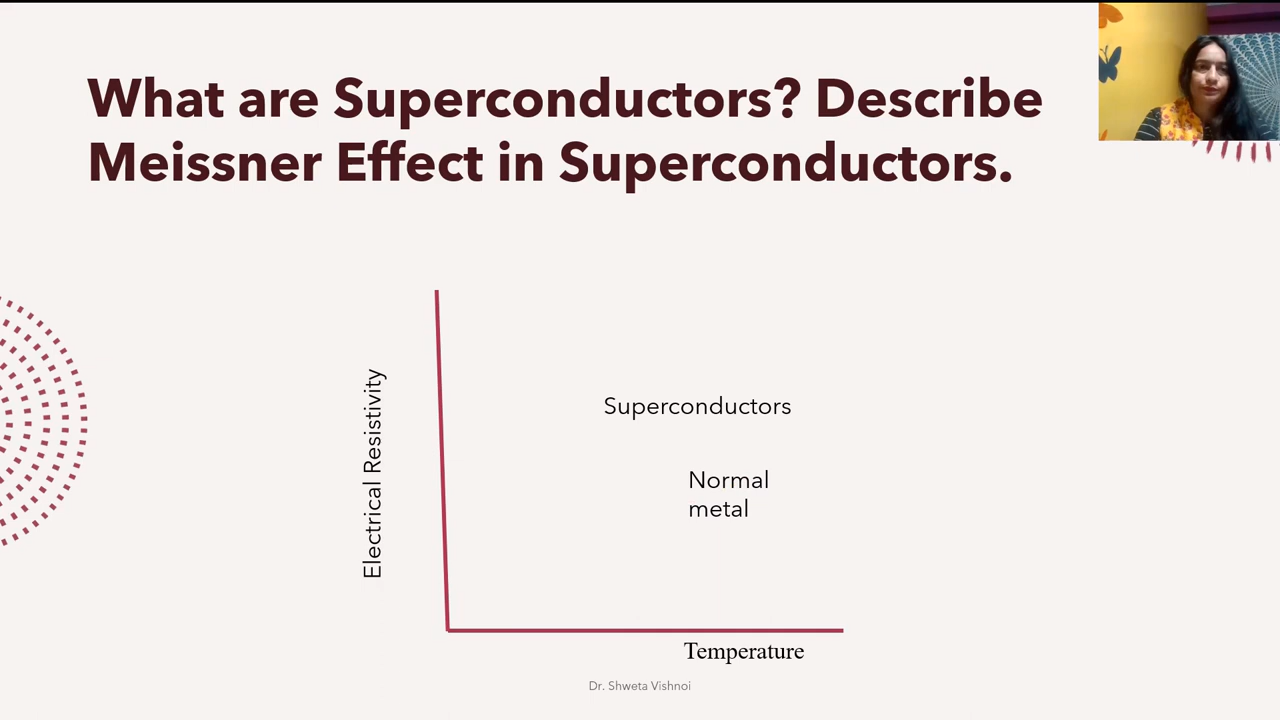 What are Superconductors? Describe
Meissner Effect in Superconductors.
Electrical Resistivity
Superconductors
Normal
metal
Temperature
Dr. Shweta Vishnoi